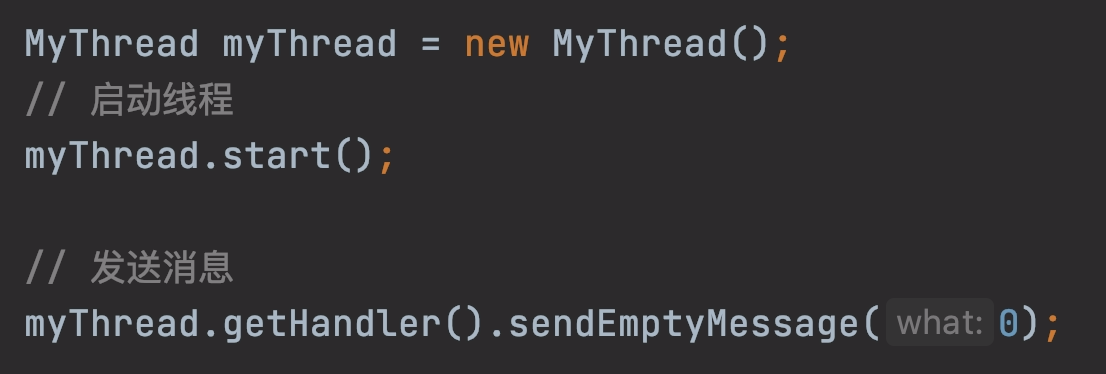 MyThread myThread = new MyThread();
// 启动线程
myThread.start();
// 发送消息
myThread.getHandler().sendEmptyMessage( what: 0);